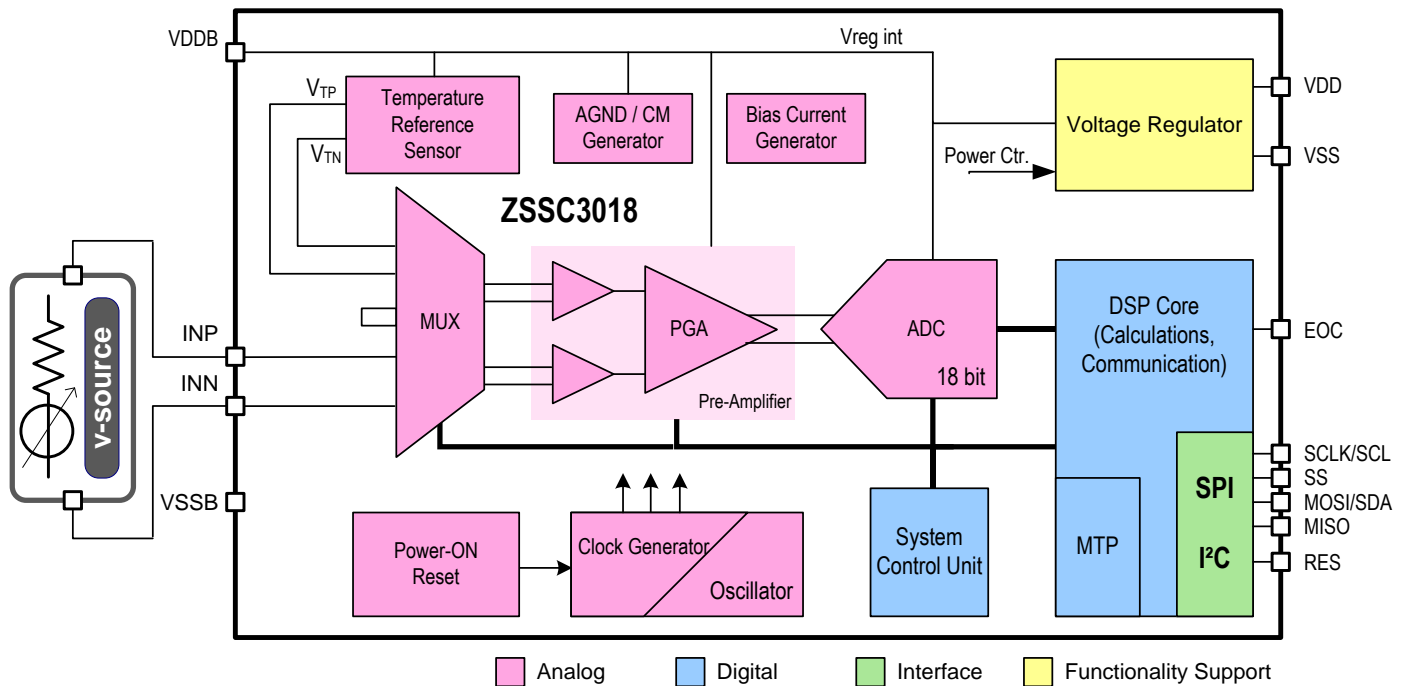 VDDB
Vreg int
VTP
VTN
Temperature
Reference
Sensor
AGND / CM
Generator
Bias Current
Generator
Voltage Regulator
VDD
VSS
Power Ctr.
ZSSC3018
v-source
INP
INN
VSSB
MUX
PGA
Pre-Amplifier
ADC
18 bit
DSP Core
(Calculations,
Communication)
EOC
SPI
I²C
MTP
SCLK/SCL
SS
MOSI/SDA
MISO
RES
Power-ON
Reset
Clock Generator
Oscillator
System
Control Unit
Analog
Digital
Interface
Functionality Support